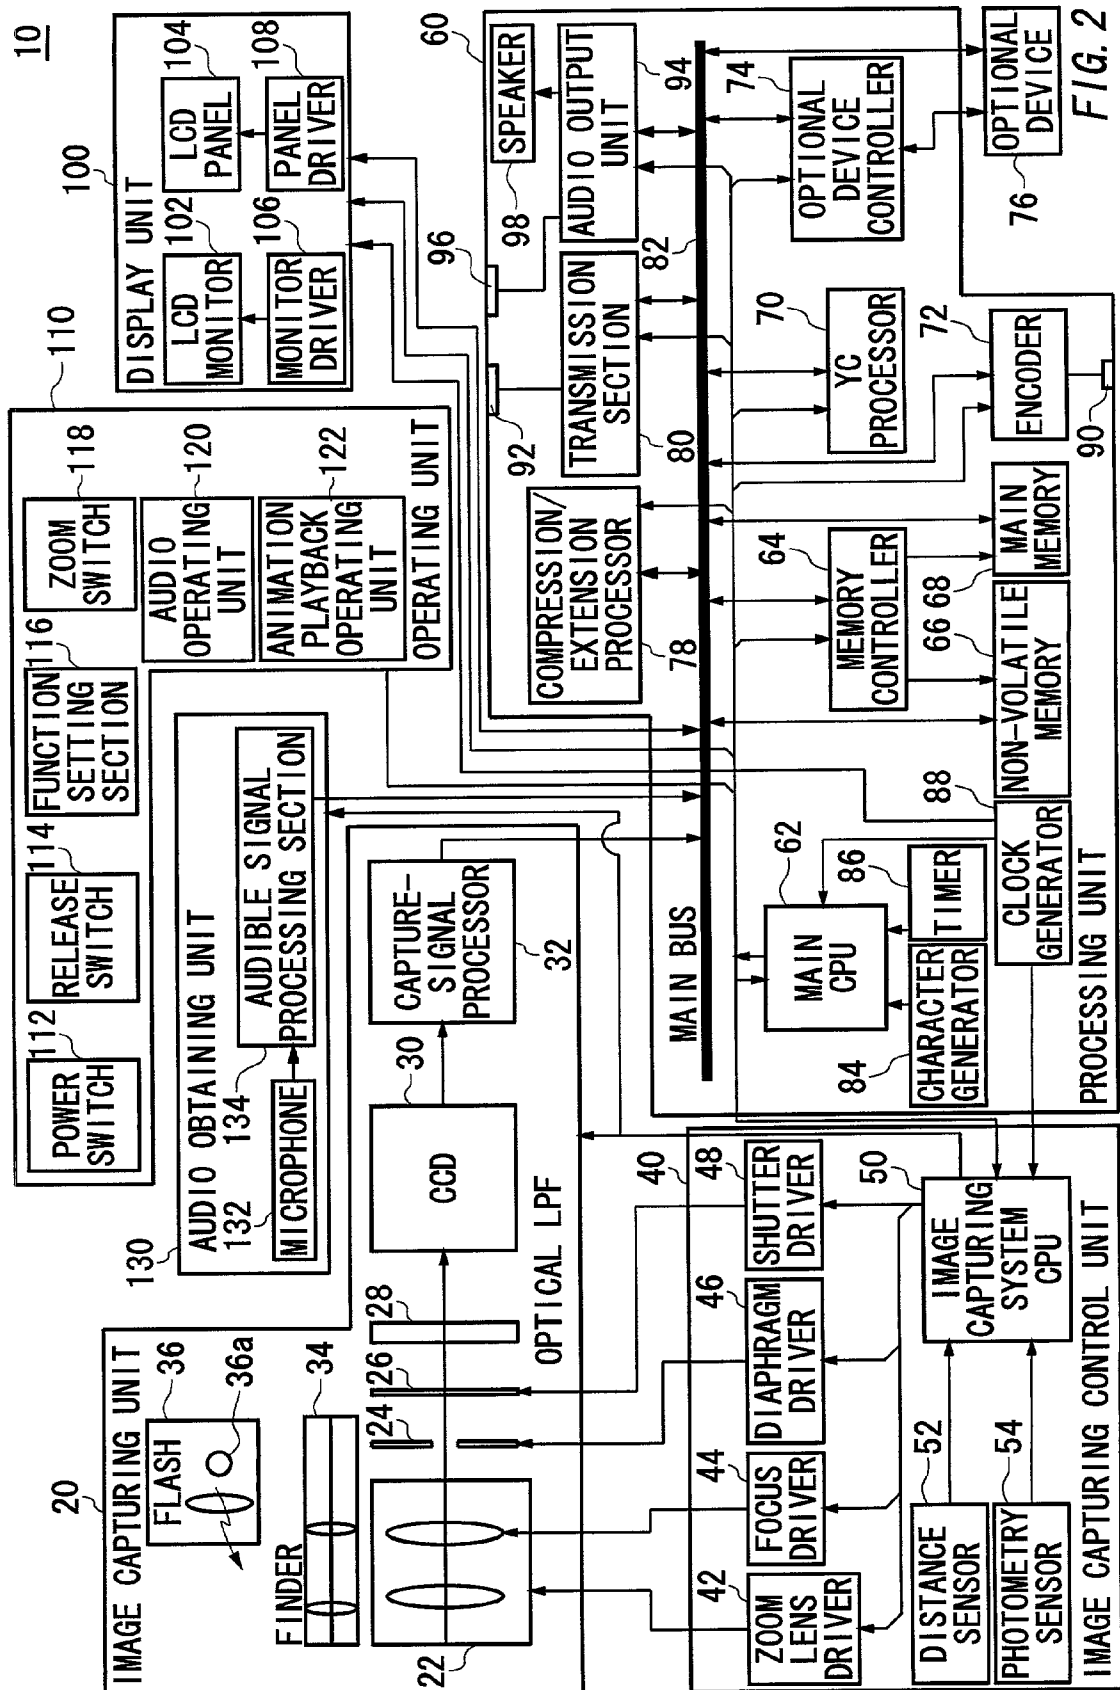 10
20
IMAGE CAPTURING UNIT
36
FLASH
36a
FINDER
34
22
24
26
28
OPTICAL LPF
30
CCD
32
CAPTURE-
SIGNAL
PROCESSOR
130
AUDIO OBTAINING UNIT
132
MICROPHONE
134
AUDIBLE SIGNAL
PROCESSING SECTION
110
112
POWER
SWITCH
114
RELEASE
SWITCH
116
FUNCTION
SETTING
SECTION
118
ZOOM
SWITCH
120
AUDIO
OPERATING
UNIT
122
ANIMATION
PLAYBACK
OPERATING
UNIT
OPERATING UNIT
100
DISPLAY UNIT
102
LCD
MONITOR
104
LCD
PANEL
106
MONITOR
DRIVER
108
PANEL
DRIVER
40
42
ZOOM
LENS
DRIVER
44
FOCUS
DRIVER
46
DIAPHRAGM
DRIVER
48
SHUTTER
DRIVER
50
IMAGE
CAPTURING
SYSTEM
CPU
52
DISTANCE
SENSOR
54
PHOTOMETRY
SENSOR
IMAGE CAPTURING CONTROL UNIT
60
MAIN BUS
82
62
MAIN
CPU
84
CHARACTER
GENERATOR
86
TIMER
88
CLOCK
GENERATOR
PROCESSING UNIT
64
MEMORY
CONTROLLER
66
NON-VOLATILE
MEMORY
68
MAIN
MEMORY
70
YC
PROCESSOR
72
ENCODER
90
74
OPTIONAL
DEVICE
CONTROLLER
76
OPTIONAL
DEVICE
78
COMPRESSION/
EXTENSION
PROCESSOR
80
TRANSMISSION
SECTION
92
94
AUDIO OUTPUT
UNIT
96
98
SPEAKER
FIG. 2